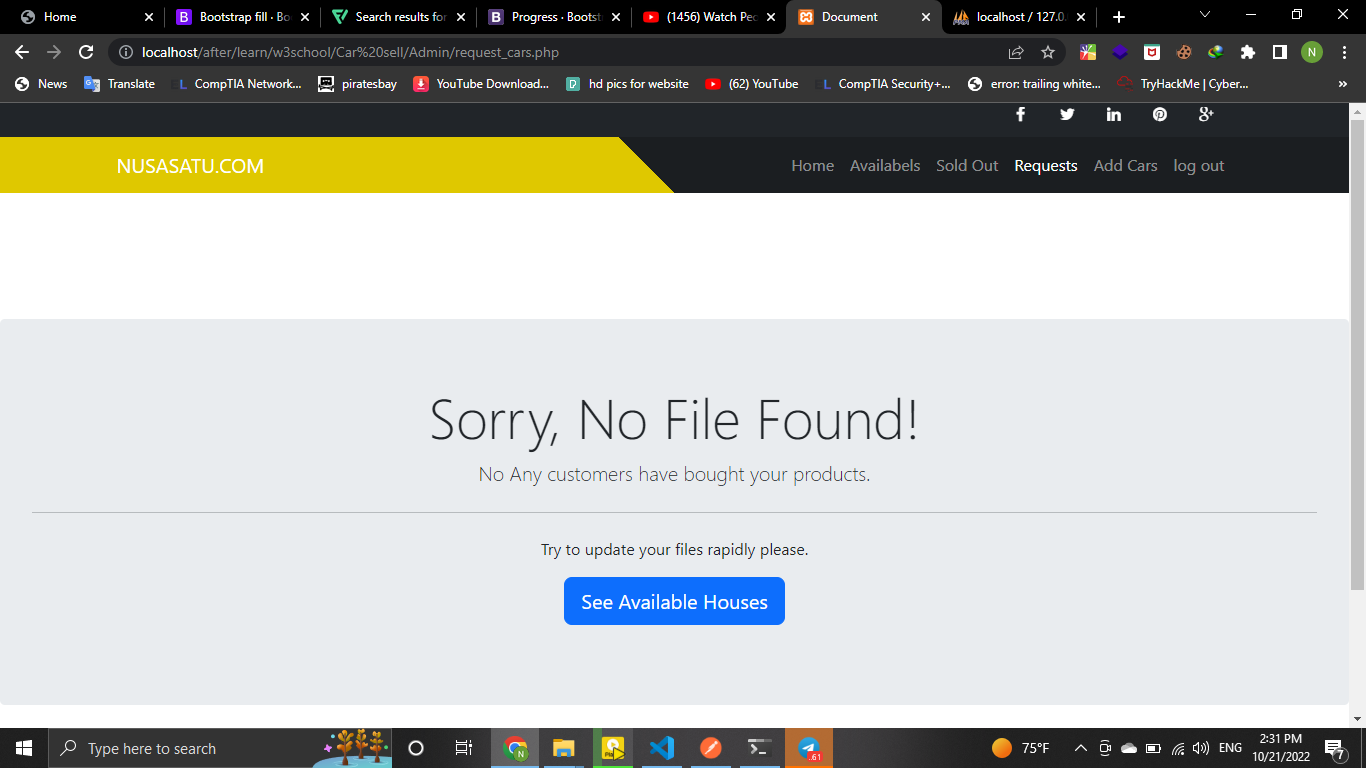 Home
Bootstrap fill · Bo
Search results for
Progress · Bootst
(1456) Watch Peo
Document
localhost / 127.0.
localhost/after/learn/w3school/Car%20sell/Admin/request_cars.php
N
News
Translate
CompTIA Network...
piratesbay
YouTube Download...
hd pics for website
(62) YouTube
CompTIA Security+...
error: trailing white...
TryHackMe | Cyber...
»
NUSASATU.COM
Home
Availabels
Sold Out
Requests
Add Cars
log out
Sorry, No File Found!
No Any customers have bought your products.
Try to update your files rapidly please.
See Available Houses
Type here to search
75°F
ENG
2:31 PM
10/21/2022
7